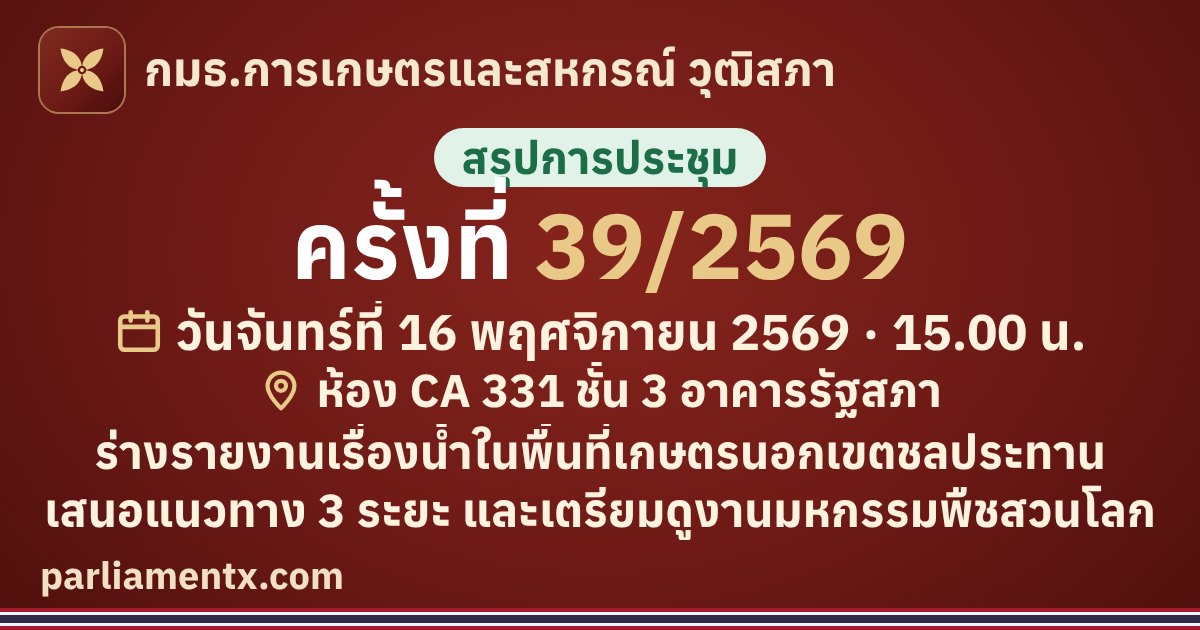 กมธ.การเกษตรและสหกรณ์ วุฒิสภา
สรุปการประชุม
ครั้งที่ 39/2569
วันจันทร์ที่ 16 พฤศจิกายน 2569 · 15.00 น.
ห้อง CA 331 ชั้น 3 อาคารรัฐสภา
ร่างรายงานเรื่องน้ำในพื้นที่เกษตรนอกเขตชลประทาน
เสนอแนวทาง 3 ระยะ และเตรียมดูงานมหกรรมพืชสวนโลก
parliamentx.com